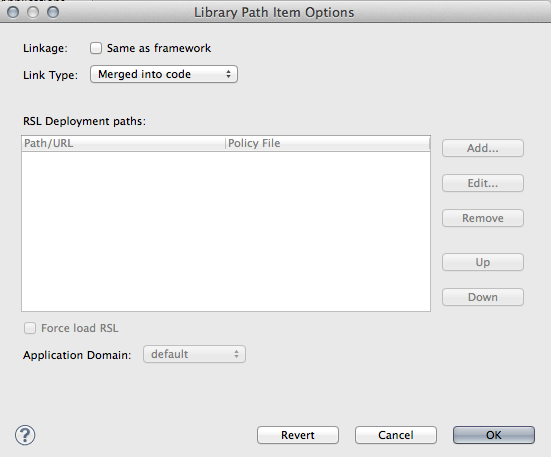 Library Path Item Options
Linkage: Same as framework
Link Type: Merged into code
RSL Deployment paths:
Path/URL Policy File
Add...
Edit...
Remove
Up
Down
Force load RSL
Application Domain: default
? Revert Cancel OK